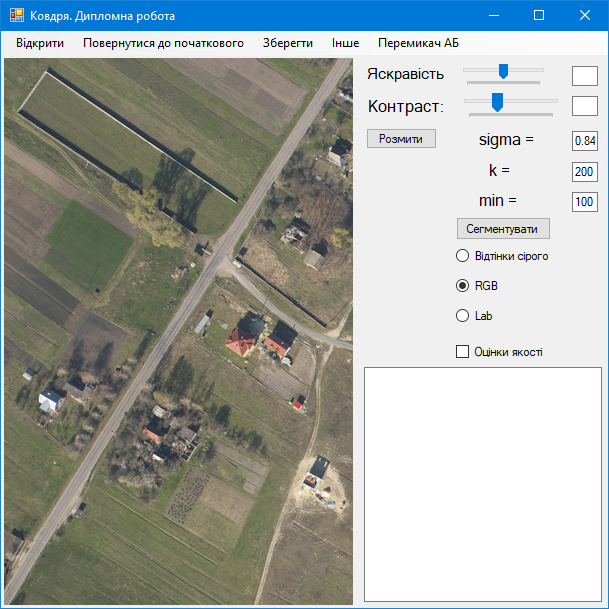 Ковдря. Дипломна робота
Відкрити Повернутися до початкового Зберегти Інше Перемикач АБ
Яскравість
Контраст:
Розмити sigma = 0.84
k = 200
min = 100
Сегментувати
Відтінки сірого
RGB
Lab
Оцінки якості